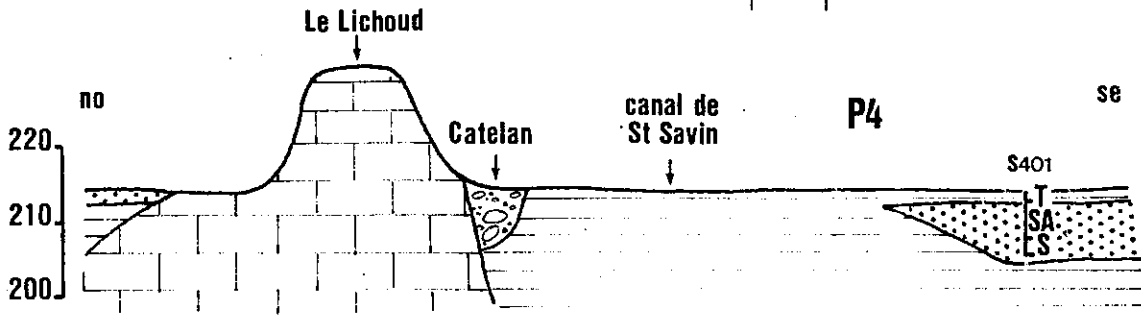 Le Lichoud
no
canal de
St Savin
P4
se
220
Catelan
S401
T
210
SA
S
200